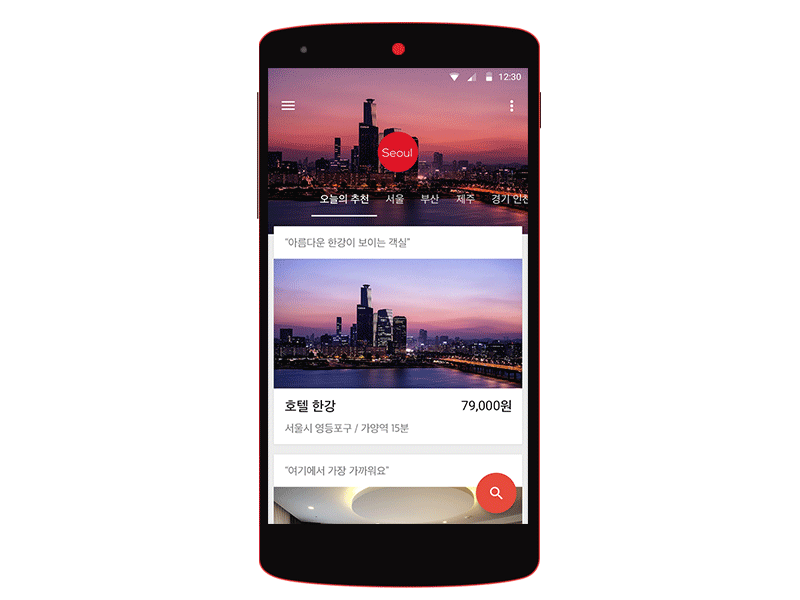 12:30
Seoul
오늘의 추천 서울 부산 제주 경기 인천
"아름다운 한강이 보이는 객실"
호텔 한강 79,000원
서울시 영등포구 / 가양역 15분
"여기에서 가장 가까워요"